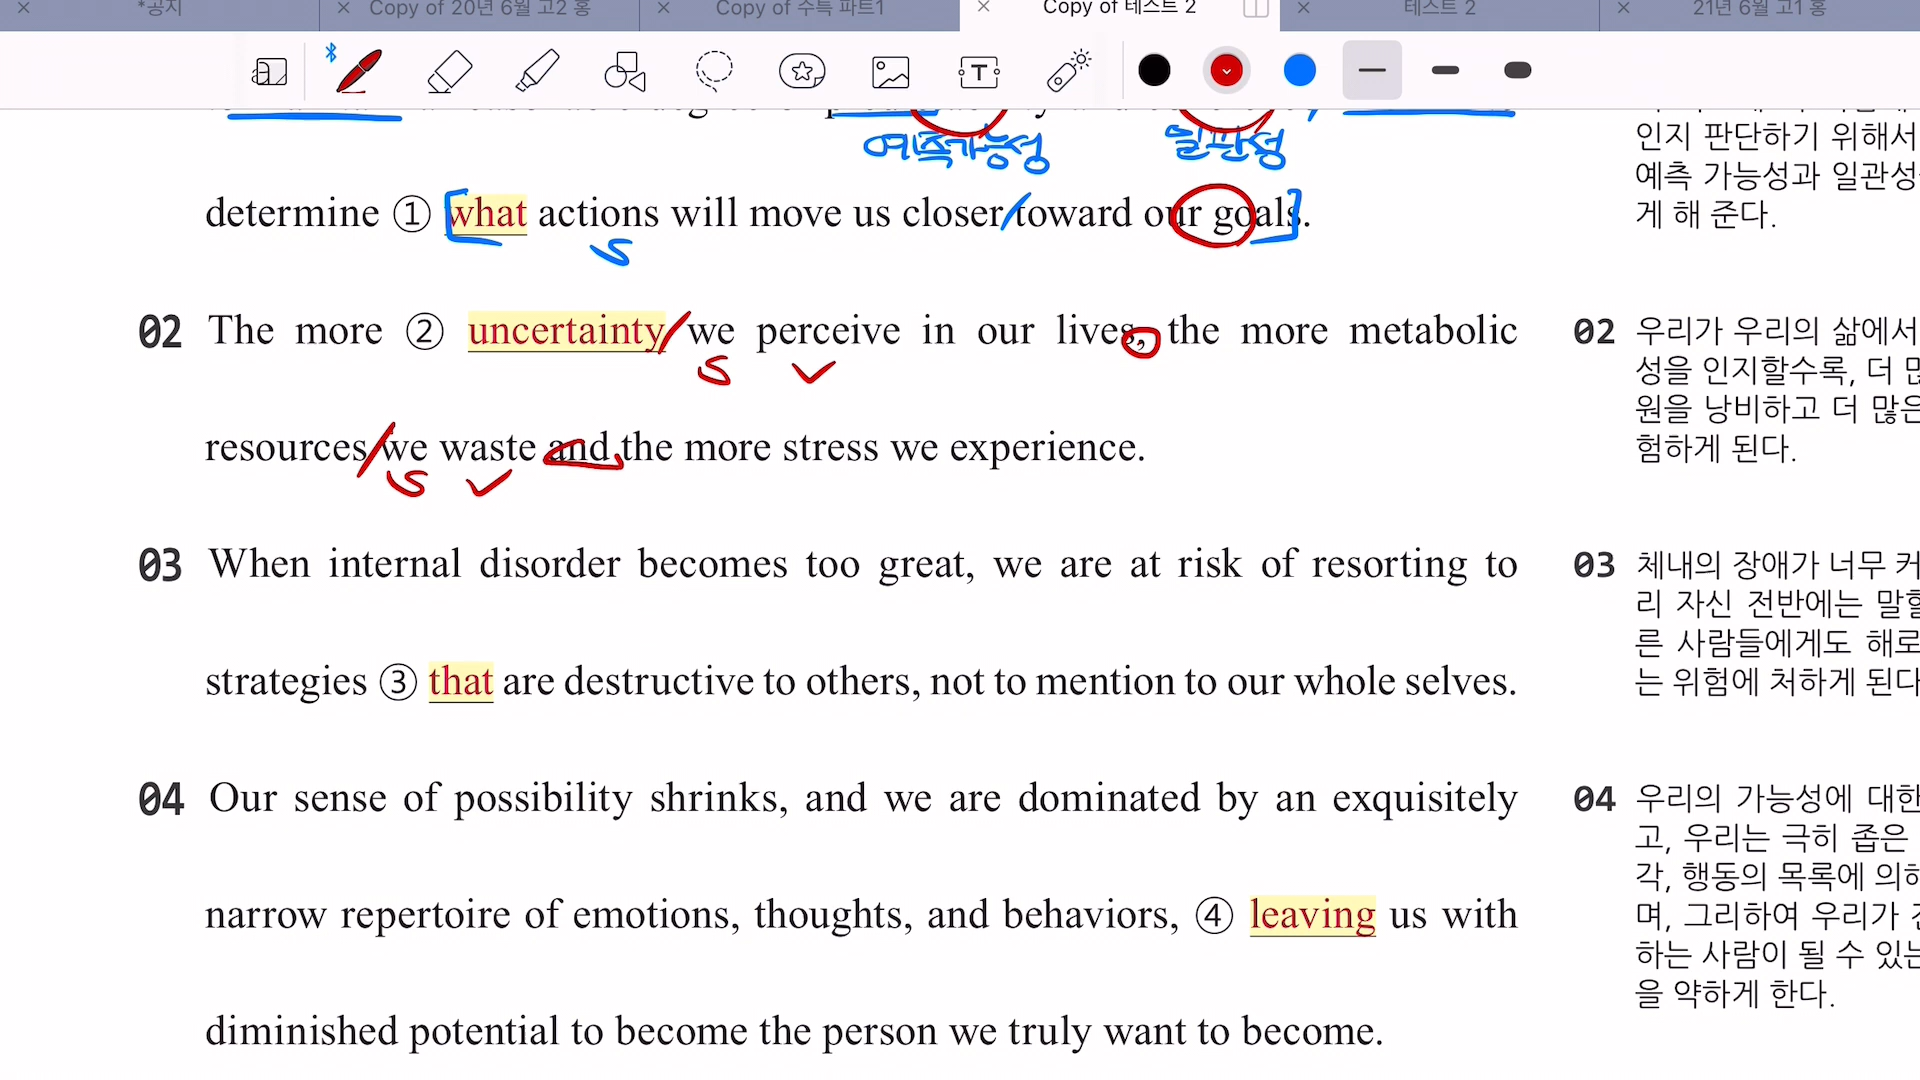 *공지
Copy of 20년 6월 고2 홍
Copy of 수특 파트1
Copy of 테스트 2
테스트 2
21년 6월 고1 홍
예측가능성
일관성
determine ① what actions will move us closer toward our goals.
S
02 The more ② uncertainty we perceive in our lives, the more metabolic
S
resources we waste and the more stress we experience.
S
03 When internal disorder becomes too great, we are at risk of resorting to
strategies ③ that are destructive to others, not to mention to our whole selves.
04 Our sense of possibility shrinks, and we are dominated by an exquisitely
narrow repertoire of emotions, thoughts, and behaviors, ④ leaving us with
diminished potential to become the person we truly want to become.
인지 판단하기 위해서
예측 가능성과 일관성
게 해 준다.
02 우리가 우리의 삶에서
성을 인지할수록, 더
원을 낭비하고 더 많은
험하게 된다.
03 체내의 장애가 너무 커
리 자신 전반에는 말할
른 사람들에게도 해로
는 위험에 처하게 된다
04 우리의 가능성에 대한
고, 우리는 극히 좁은
각, 행동의 목록에 의해
며, 그리하여 우리가
하는 사람이 될 수 있는
을 약하게 한다.